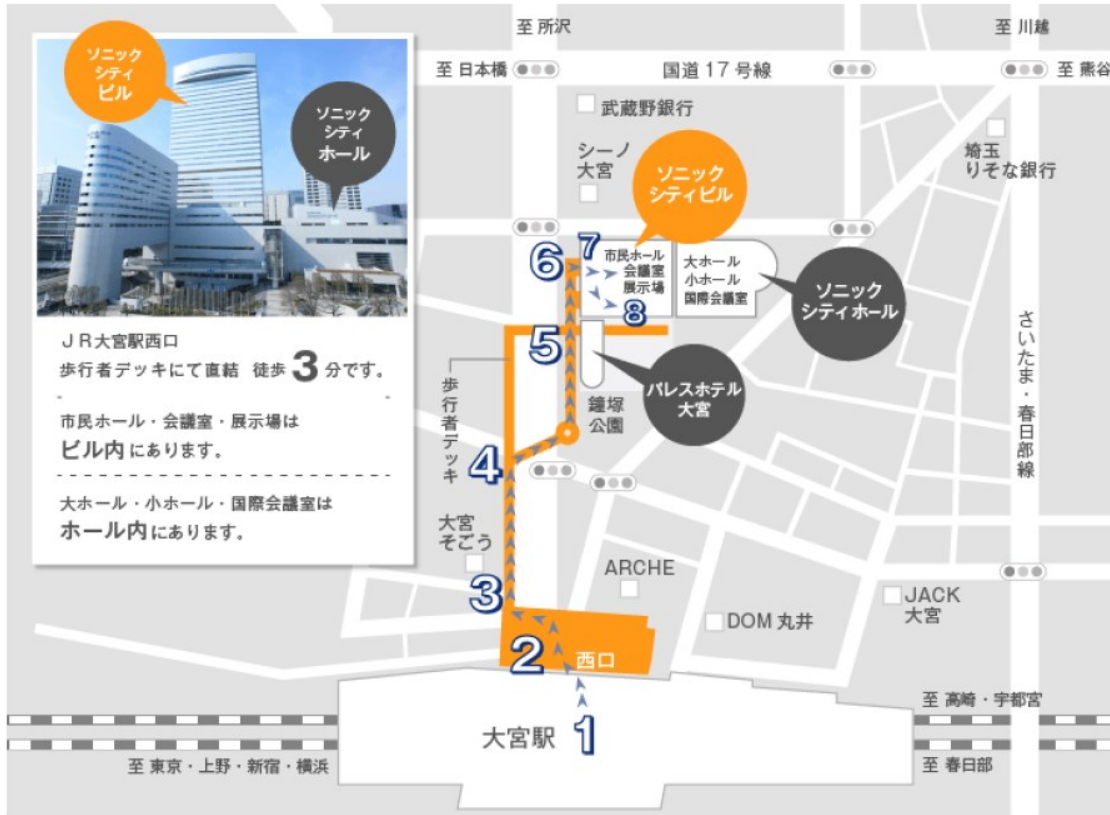 ソニック
シティ
ビル
ソニック
シティ
ホール
JR大宮駅西口
歩行者デッキにて直結 徒歩3分です。
市民ホール・会議室・展示場は
ビル内にあります。
大ホール・小ホール・国際会議室は
ホール内にあります。
至 所沢
至 川越
至 日本橋
国道17号線
至 熊谷
武蔵野銀行
シーノ
大宮
埼玉
りそな銀行
ソニック
シティビル
6
7
市民ホール
会議室
展示場
8
大ホール
小ホール
国際会議室
ソニック
シティホール
5
パレスホテル
大宮
鐘塚
公園
歩行者デッキ
さいたま・春日部線
4
大宮
そごう
3
ARCHE
JACK
大宮
DOM丸井
2
西口
1
大宮駅
至 高崎・宇都宮
至 東京・上野・新宿・横浜
至 春日部